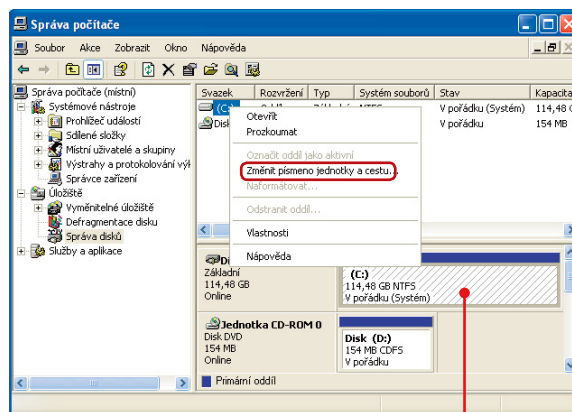 Správa počítače
Soubor Akce Zobrazit Okno Nápověda
Správa počítače (místní)
Systémové nástroje
Prohlížeč událostí
Sdílené složky
Místní uživatelé a skupiny
Výstrahy a protokolování výk
Správce zařízení
Úložiště
Vyměnitelné úložiště
Defragmentace disku
Správa disků
Služby a aplikace
Svazek Rozvržení Typ Systém souborů Stav Kapacita
(C:) NTFS V pořádku (Systém) 114,48
Disk V pořádku 154 MB
Otevřít
Prozkoumat
Označit oddíl jako aktivní
Změnit písmeno jednotky a cestu...
Naformátovat...
Odstranit oddíl...
Vlastnosti
Nápověda
Základní
114,48 GB
Online
(C:)
114,48 GB NTFS
V pořádku (Systém)
Jednotka CD-ROM 0
Disk DVD
154 MB
Online
Disk (D:)
154 MB CDFS
V pořádku
Primární oddíl